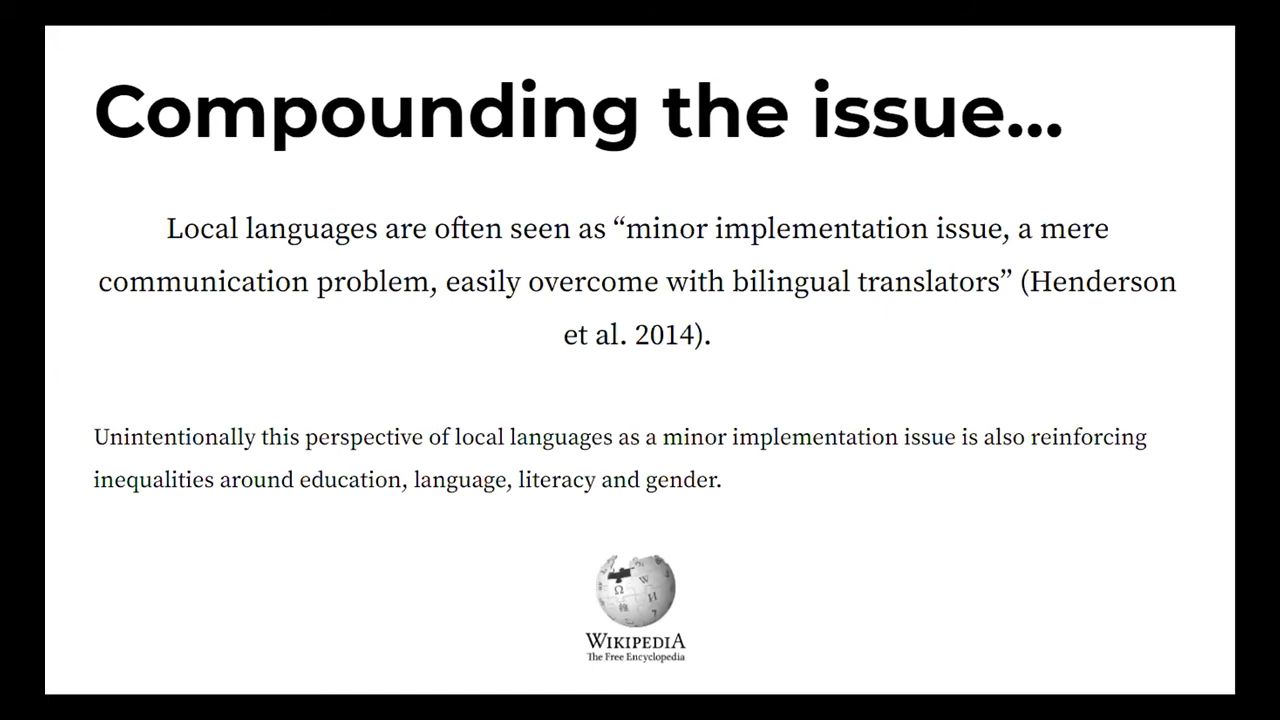 Compounding the issue...
Local languages are often seen as “minor implementation issue, a mere
communication problem, easily overcome with bilingual translators” (Henderson
et al. 2014).
Unintentionally this perspective of local languages as a minor implementation issue is also reinforcing
inequalities around education, language, literacy and gender.
WIKIPEDIA
The Free Encyclopedia